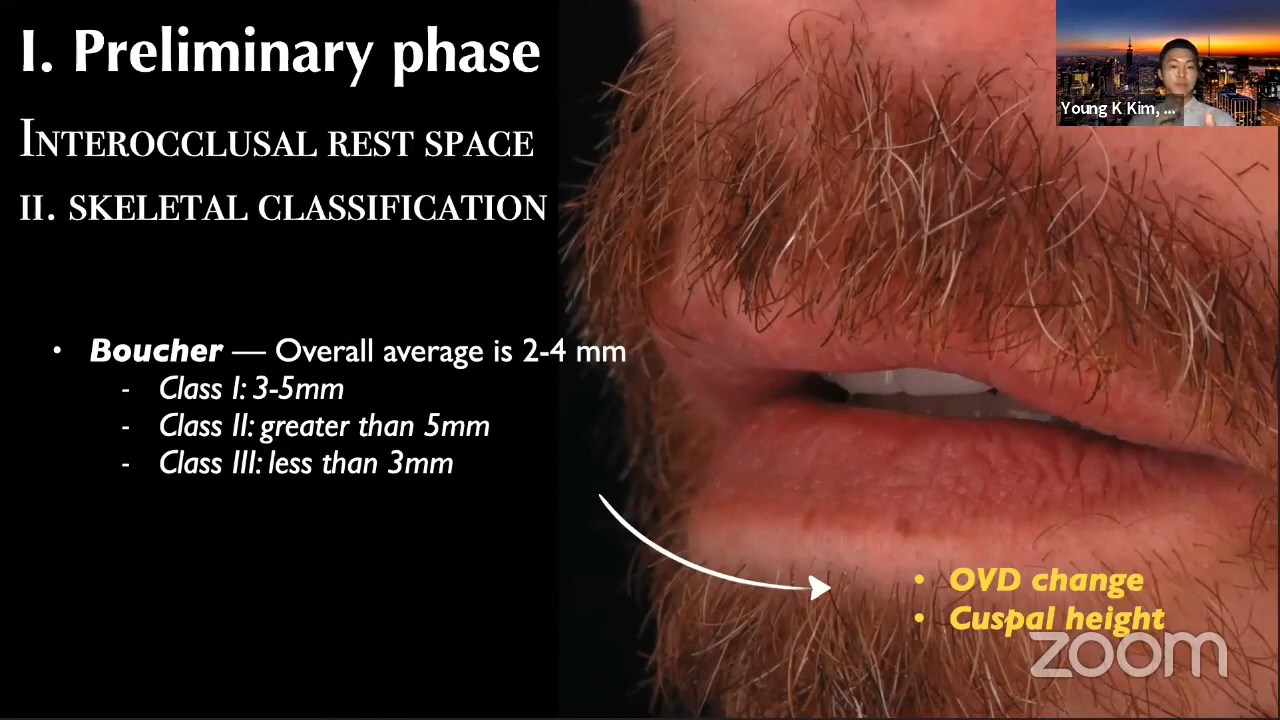 I. Preliminary phase
Interocclusal rest space
II. skeletal classification
• Boucher — Overall average is 2-4 mm
- Class I: 3-5mm
- Class II: greater than 5mm
- Class III: less than 3mm
• OVD change
• Cuspal height
zoom
Young K Kim, ...